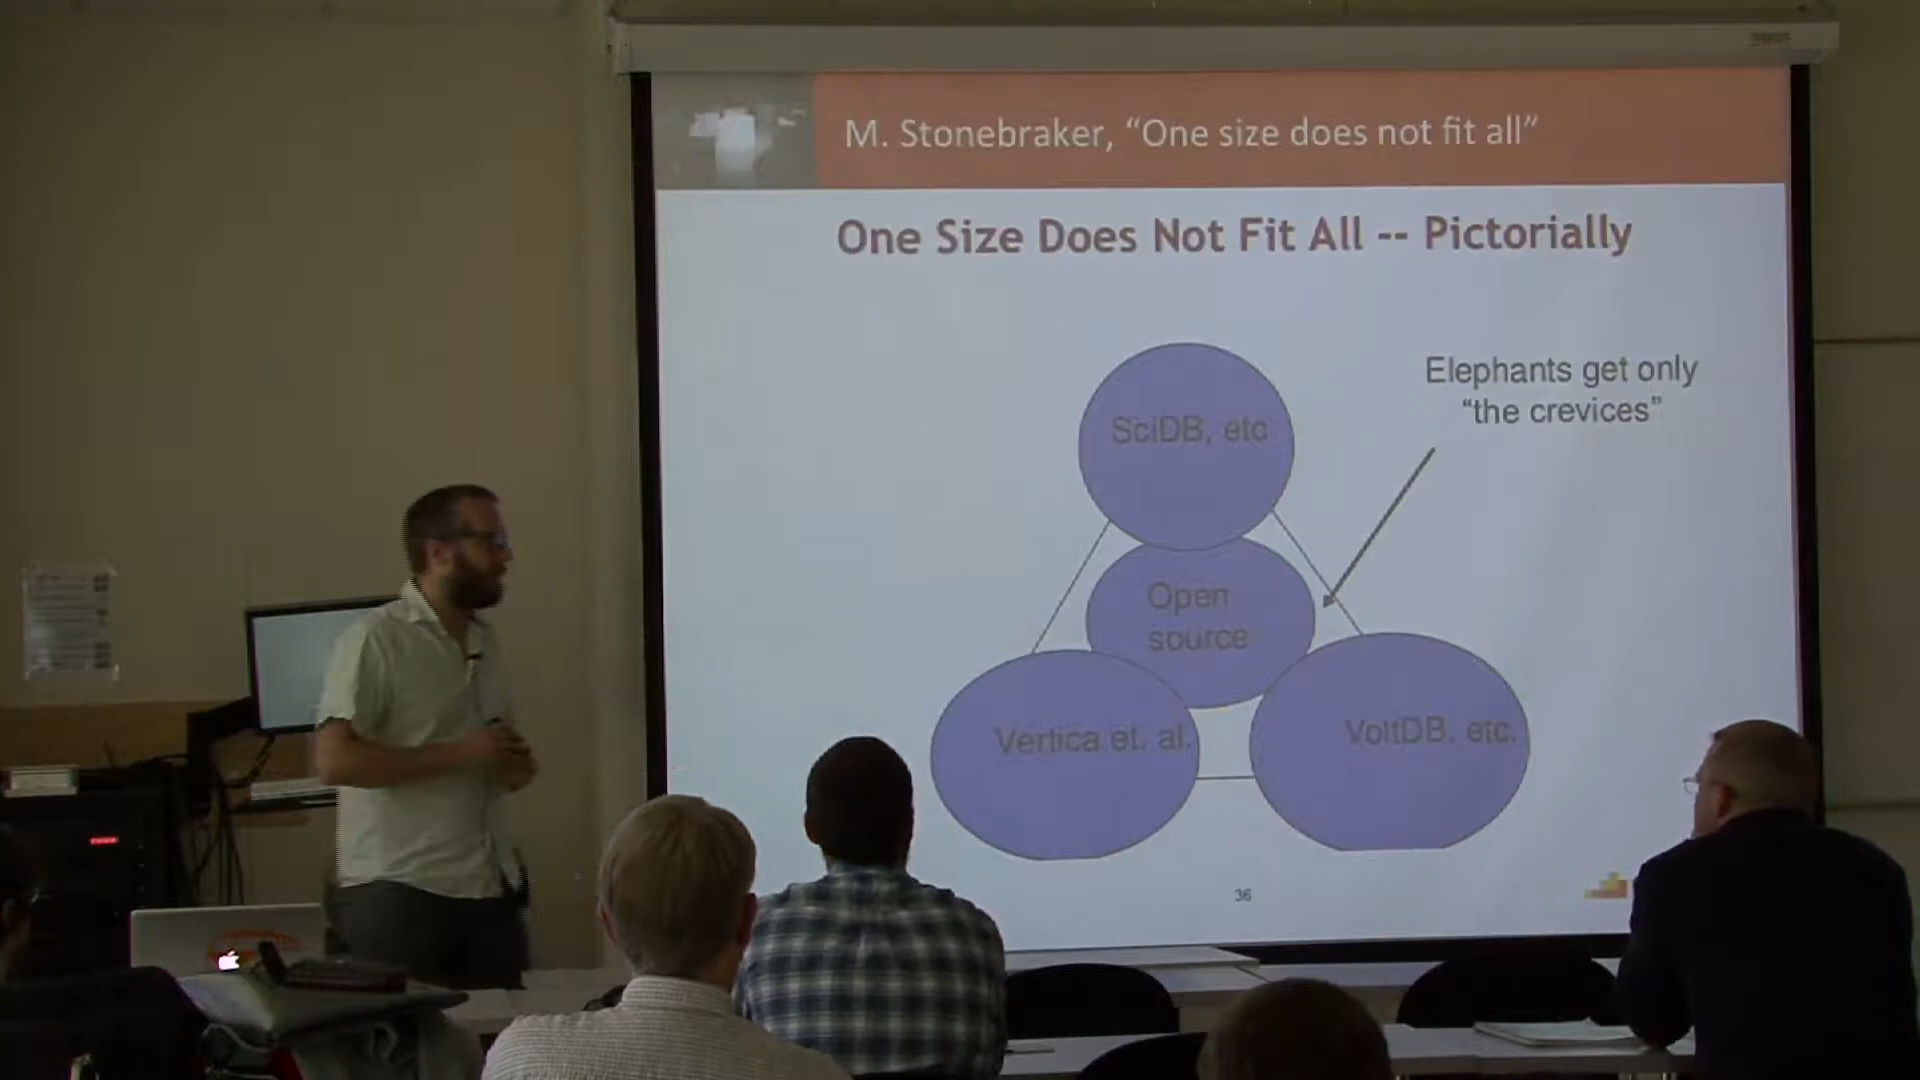 M. Stonebraker, “One size does not fit all”
One Size Does Not Fit All -- Pictorially
Elephants get only
“the crevices”
SciDB, etc
Open
source
Vertica et. al.
VoltDB, etc.
36